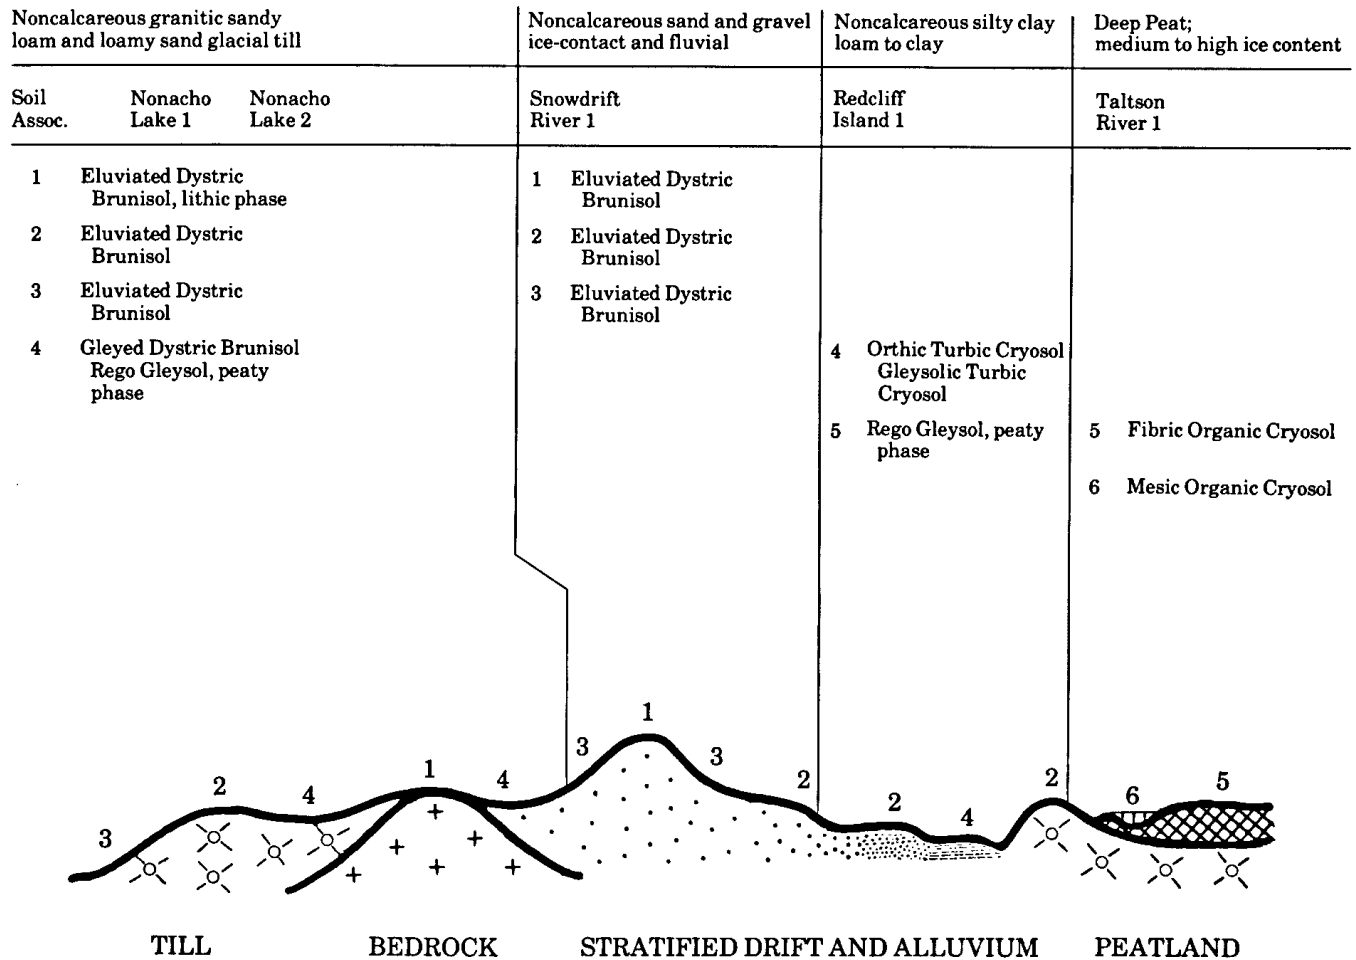 Noncalcareous granitic sandy
loam and loamy sand glacial till
Noncalcareous sand and gravel
ice-contact and fluvial
Noncalcareous silty clay
loam to clay
Deep Peat;
medium to high ice content
Soil
Assoc.
Nonacho
Lake 1
Nonacho
Lake 2
Snowdrift
River 1
Redcliff
Island 1
Taltson
River 1
1 Eluviated Dystric
Brunisol, lithic phase
2 Eluviated Dystric
Brunisol
3 Eluviated Dystric
Brunisol
4 Gleyed Dystric Brunisol
Rego Gleysol, peaty
phase
1 Eluviated Dystric
Brunisol
2 Eluviated Dystric
Brunisol
3 Eluviated Dystric
Brunisol
4 Orthic Turbic Cryosol
Gleysolic Turbic
Cryosol
5 Rego Gleysol, peaty
phase
5 Fibric Organic Cryosol
6 Mesic Organic Cryosol
3
2
4
1
4
3
1
3
2
2
4
2
6
5
TILL
BEDROCK
STRATIFIED DRIFT AND ALLUVIUM
PEATLAND